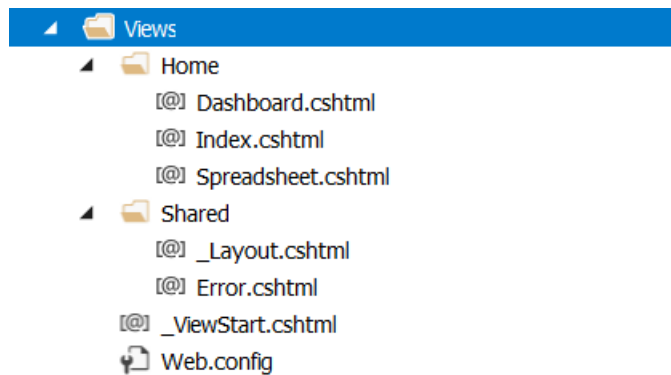 Views
Home
[@] Dashboard.cshtml
[@] Index.cshtml
[@] Spreadsheet.cshtml
Shared
[@] _Layout.cshtml
[@] Error.cshtml
[@] _ViewStart.cshtml
Web.config